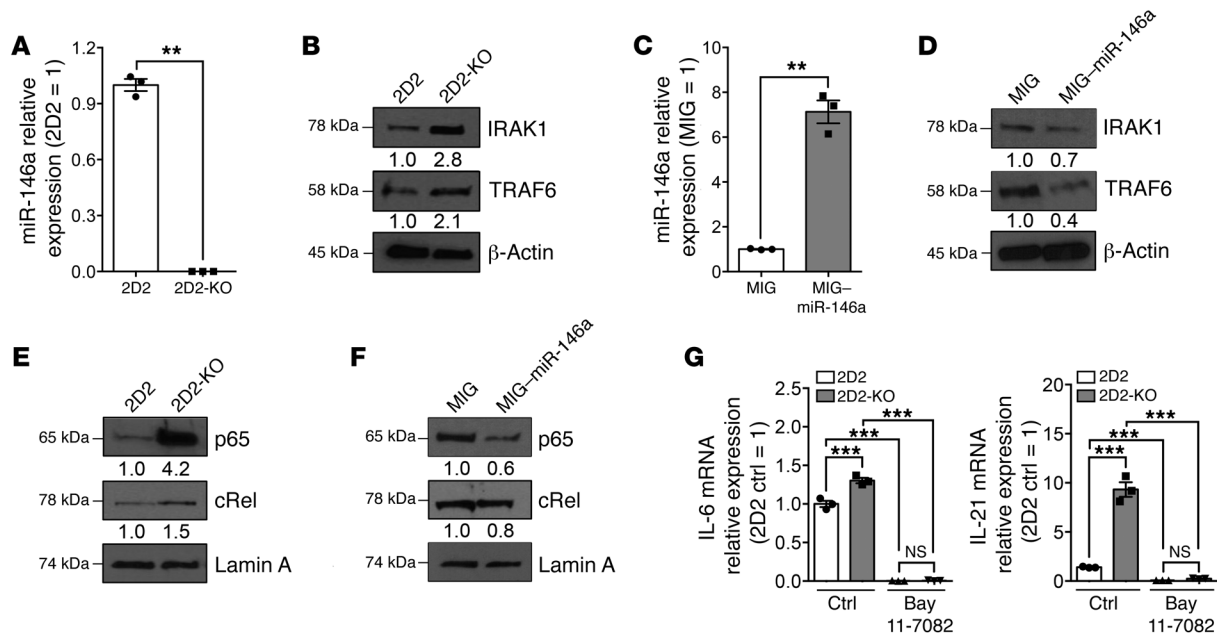 A
miR-146a relative
expression (2D2 = 1)
1.2
0.9
0.6
0.3
0.0
**
2D2
2D2-KO
B
2D2
2D2-KO
78 kDa
IRAK1
1.0
2.8
58 kDa
TRAF6
1.0
2.1
45 kDa
β-Actin
C
miR-146a relative
expression (MIG = 1)
10
8
6
4
2
0
**
MIG
MIG–
miR-146a
D
MIG
MIG–miR-146a
78 kDa
IRAK1
1.0
0.7
58 kDa
TRAF6
1.0
0.4
45 kDa
β-Actin
E
2D2
2D2-KO
65 kDa
p65
1.0
4.2
78 kDa
cRel
1.0
1.5
74 kDa
Lamin A
F
MIG
MIG–miR-146a
65 kDa
p65
1.0
0.6
78 kDa
cRel
1.0
0.8
74 kDa
Lamin A
G
IL-6 mRNA
relative expression
(2D2 ctrl = 1)
2.5
2.0
1.5
1.0
0.5
0.0
2D2
2D2-KO
***
***
***
NS
Ctrl
Bay
11-7082
IL-21 mRNA
relative expression
(2D2 ctrl = 1)
20
15
10
5
0
2D2
2D2-KO
***
***
***
NS
Ctrl
Bay
11-7082